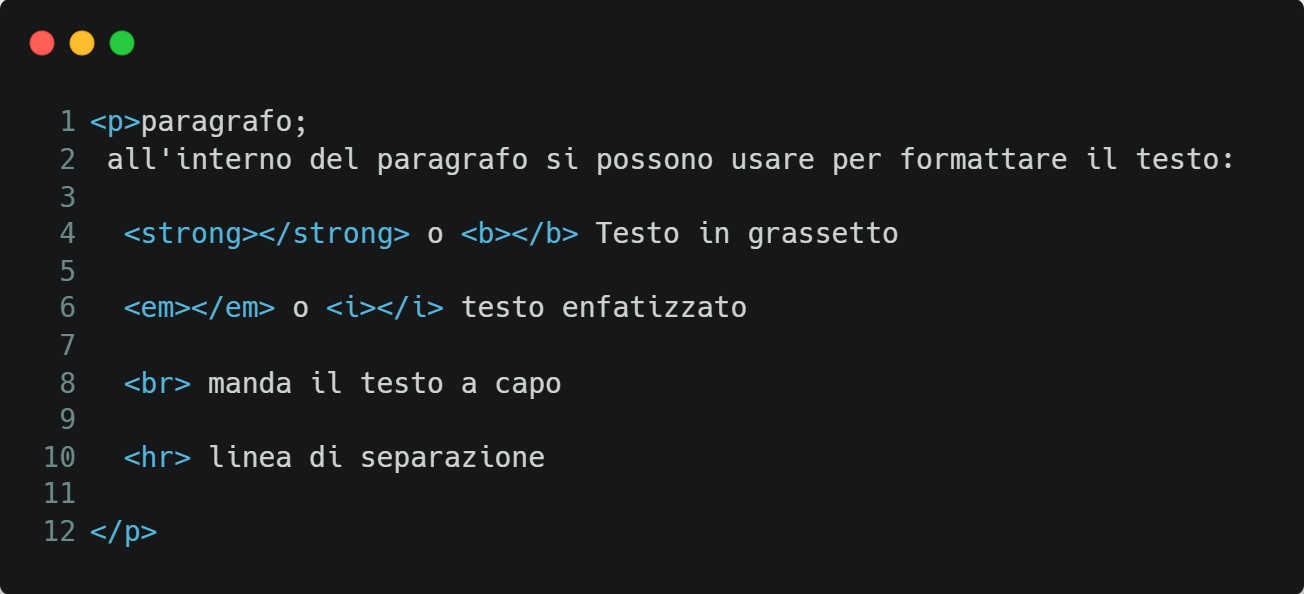 1 <p>paragrafo;
2 all'interno del paragrafo si possono usare per formattare il testo:
3
4 <strong></strong> o <b></b> Testo in grassetto
5
6 <em></em> o <i></i> testo enfatizzato
7
8 <br> manda il testo a capo
9
10 <hr> linea di separazione
11
12 </p>